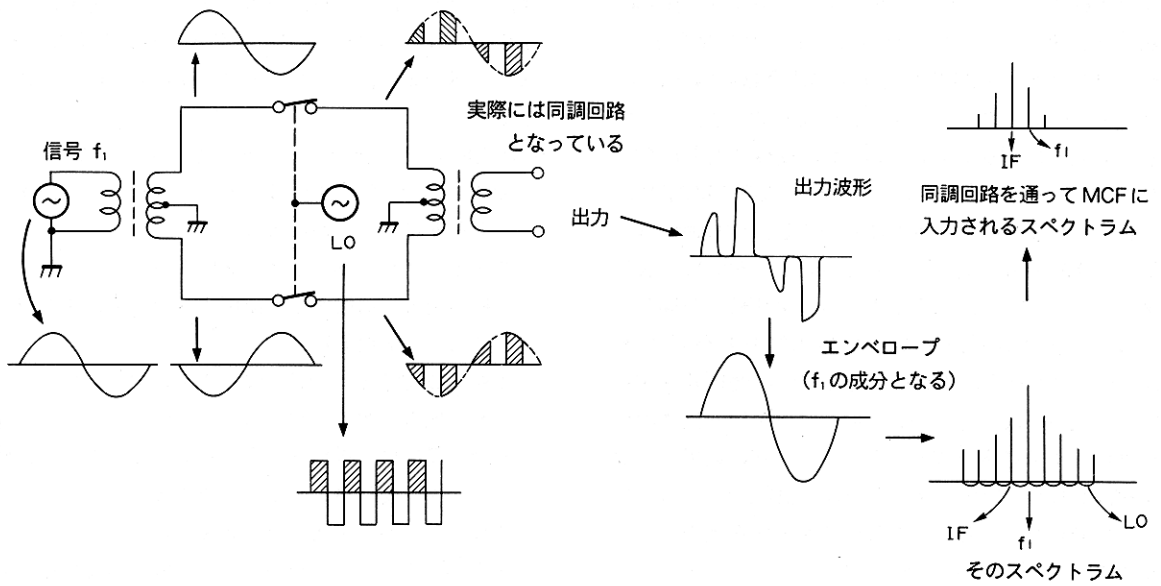 実際には同調回路
となっている
信号 f₁
LO
出力
出力波形
IF
f₁
同調回路を通ってMCFに
入力されるスペクトラム
エンベロープ
(f₁の成分となる)
IF
f₁
LO
そのスペクトラム